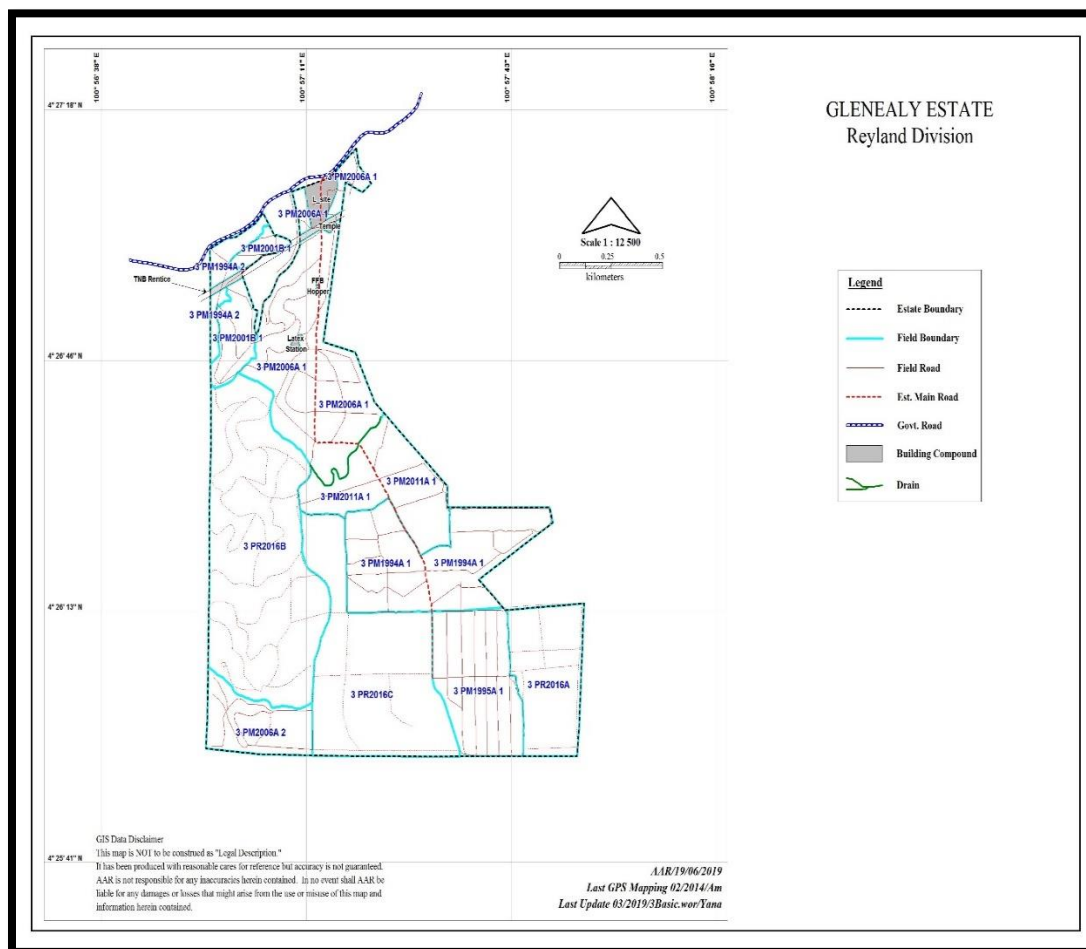 100° 56' 38" E
100° 57' 11" E
100° 57' 43" E
100° 58' 16" E
4° 27' 18" N
GLENEALY ESTATE
Reyland Division
3 PM2006A 1
L_site
3 PM2006A 1
Temple
Scale 1 : 12 500
0 0.25 0.5
kilometers
3 PM2001B 1
3 PM1994A 2
TNB Rentice
FFB
Hopper
Legend
Estate Boundary
Field Boundary
Field Road
Est. Main Road
Govt. Road
Building Compound
Drain
3 PM1994A 2
3 PM2001B 1
Latex
Station
4° 26' 46" N
3 PM2006A 1
3 PM2006A 1
3 PM2011A 1
3 PM2011A 1
3 PR2016B
3 PM1994A 1
3 PM1994A 1
4° 26' 13" N
3 PR2016C
3 PM1995A 1
3 PR2016A
3 PM2006A 2
4° 25' 41" N
GIS Data Disclaimer
This map is NOT to be construed as "Legal Description."
It has been produced with reasonable cares for reference but accuracy is not guaranteed.
AAR is not responsible for any inaccuracies herein contained. In no event shall AAR be
liable for any damages or losses that might arise from the use or misuse of this map and
information herein contained.
AAR/19/06/2019
Last GPS Mapping 02/2014/Am
Last Update 03/2019/3Basic.wor/Yana